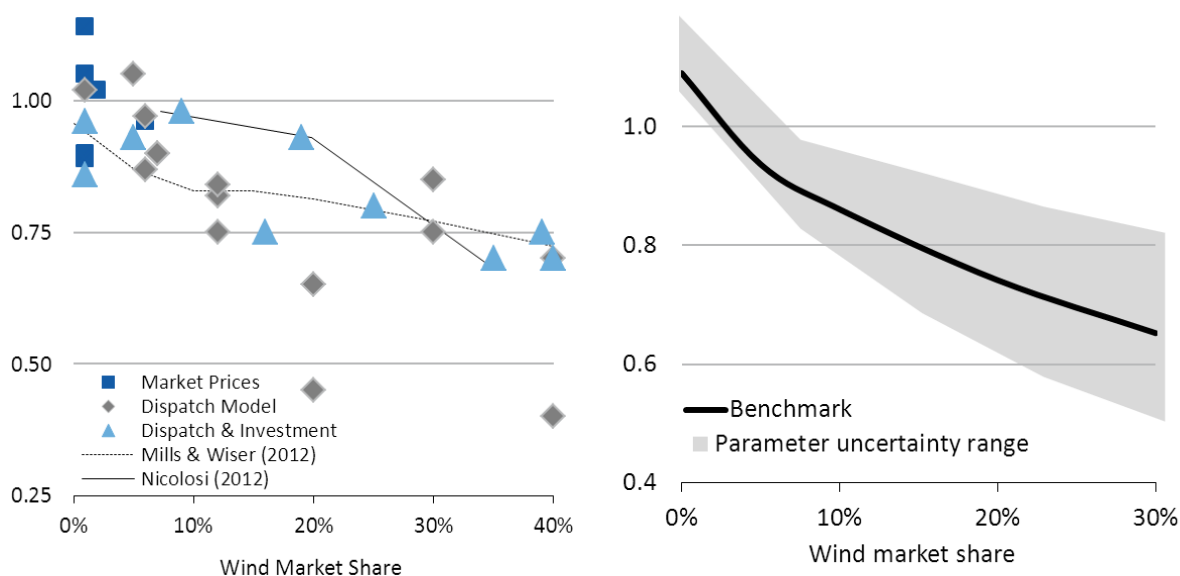 1.00
0.75
0.50
0.25
Market Prices
Dispatch Model
Dispatch & Investment
Mills & Wiser (2012)
Nicolosi (2012)
0% 10% 20% 30% 40%
Wind Market Share
1.0
0.8
0.6
0.4
Benchmark
Parameter uncertainty range
0% 10% 20% 30%
Wind market share